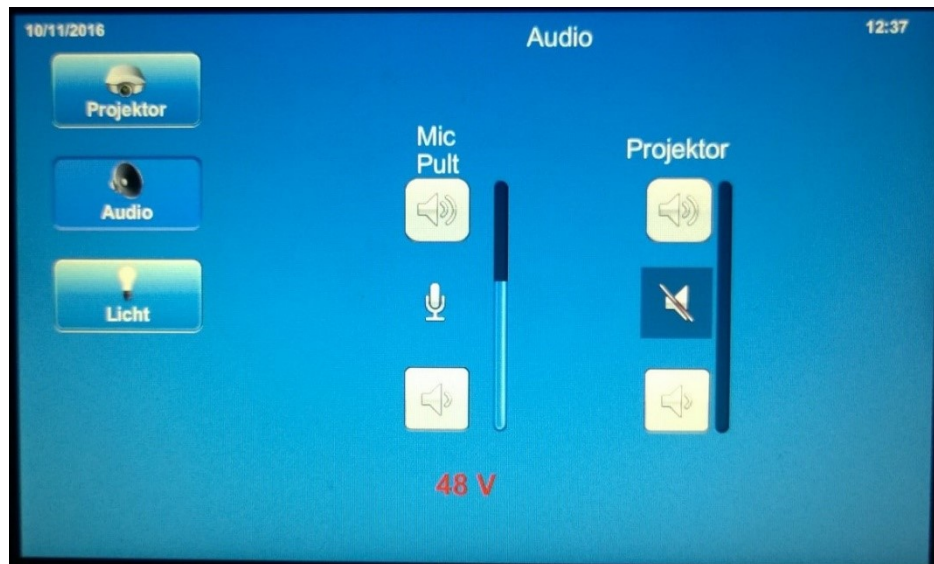 10/11/2016
Audio
12:37
Projektor
Audio
Licht
Mic
Pult
Projektor
48 V